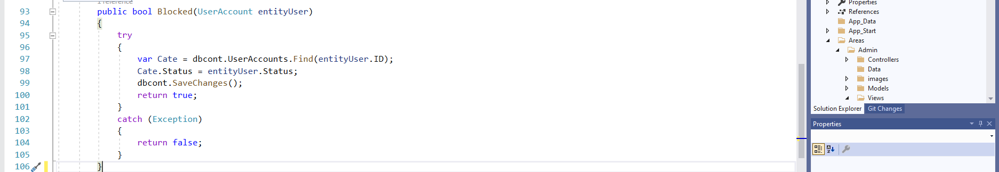 1 reference
93 public bool Blocked(UserAccount entityUser)
94 {
95 try
96 {
97 var Cate = dbcont.UserAccounts.Find(entityUser.ID);
98 Cate.Status = entityUser.Status;
99 dbcont.SaveChanges();
100 return true;
101 }
102 catch (Exception)
103 {
104 return false;
105 }
106 }
Properties
References
App_Data
App_Start
Areas
Admin
Controllers
Data
images
Models
Views
Solution Explorer Git Changes
Properties